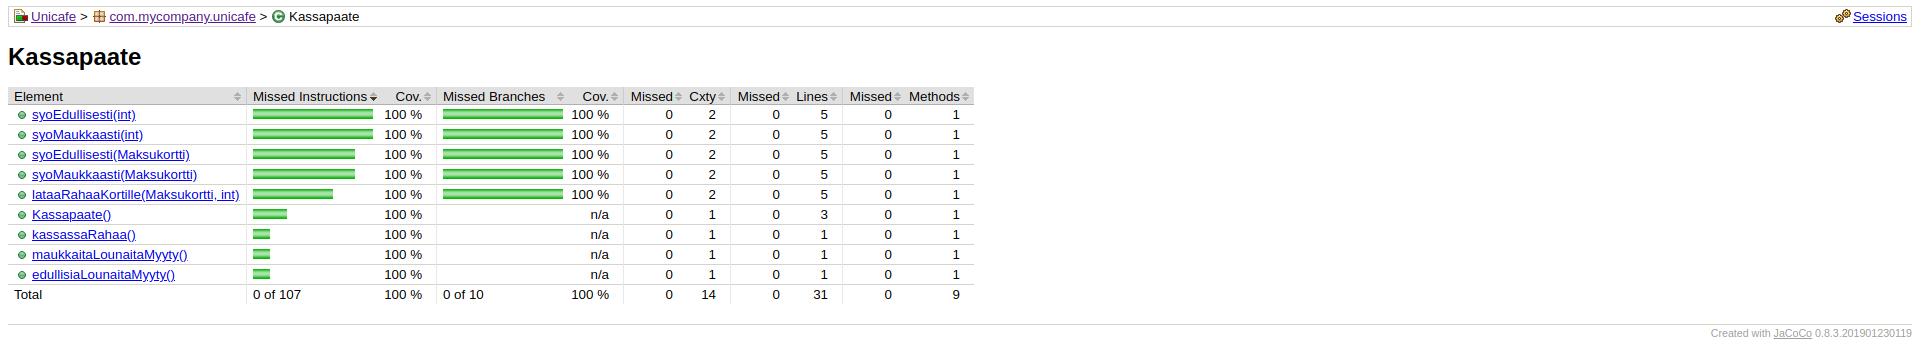 Unicafe > com.mycompany.unicafe > Kassapaate Sessions
Kassapaate
Element Missed Instructions Cov. Missed Branches Cov. Missed Cxty Missed Lines Missed Methods
syoEdullisesti(int) 100 % 100 % 0 2 0 5 0 1
syoMaukkaasti(int) 100 % 100 % 0 2 0 5 0 1
syoEdullisesti(Maksukortti) 100 % 100 % 0 2 0 5 0 1
syoMaukkaasti(Maksukortti) 100 % 100 % 0 2 0 5 0 1
lataaRahaaKortille(Maksukortti, int) 100 % 100 % 0 2 0 5 0 1
Kassapaate() 100 % n/a 0 1 0 3 0 1
kassassaRahaa() 100 % n/a 0 1 0 1 0 1
maukkaitaLounaitaMyyty() 100 % n/a 0 1 0 1 0 1
edullisiaLounaitaMyyty() 100 % n/a 0 1 0 1 0 1
Total 0 of 107 100 % 0 of 10 100 % 0 14 0 31 0 9
Created with JaCoCo 0.8.3.201901230119